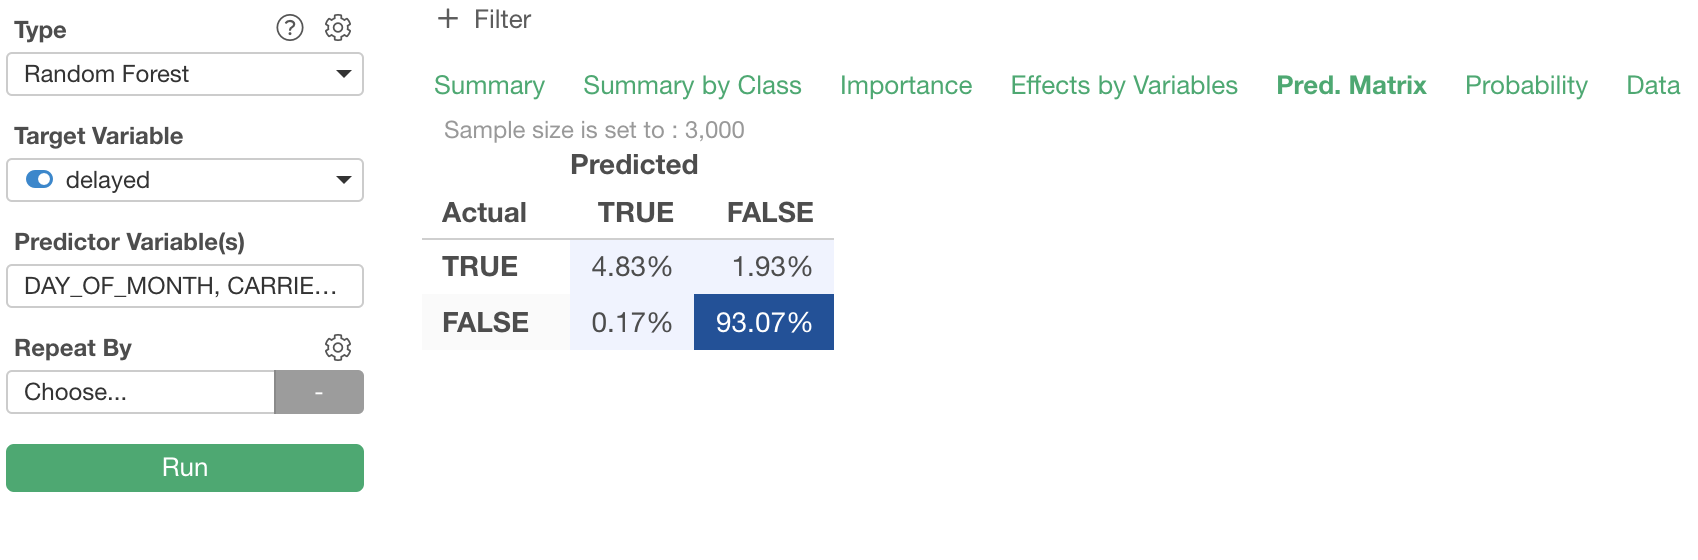 Type
Random Forest
Target Variable
delayed
Predictor Variable(s)
DAY_OF_MONTH, CARRIE...
Repeat By
Choose...
-
Run
+ Filter
Summary Summary by Class Importance Effects by Variables Pred. Matrix Probability Data
Sample size is set to : 3,000
Predicted
Actual TRUE FALSE
TRUE 4.83% 1.93%
FALSE 0.17% 93.07%